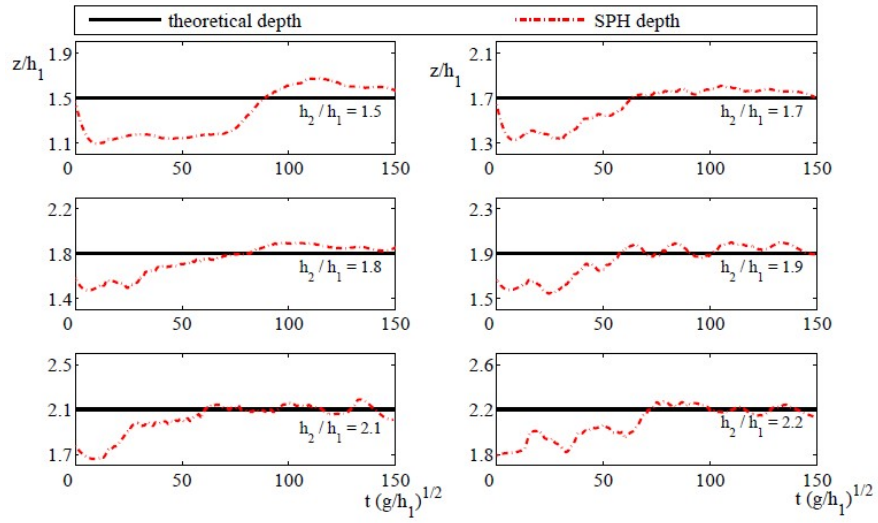 theoretical depth SPH depth
z/h1
1.9
1.5
1.1
h2 / h1 = 1.5
0 50 100 150
z/h1
2.1
1.7
1.3
h2 / h1 = 1.7
0 50 100 150
2.2
1.8
1.4
h2 / h1 = 1.8
0 50 100 150
2.3
1.9
1.5
h2 / h1 = 1.9
0 50 100 150
2.5
2.1
1.7
h2 / h1 = 2.1
0 50 100 150
t (g/h1)1/2
2.6
2.2
1.8
h2 / h1 = 2.2
0 50 100 150
t (g/h1)1/2